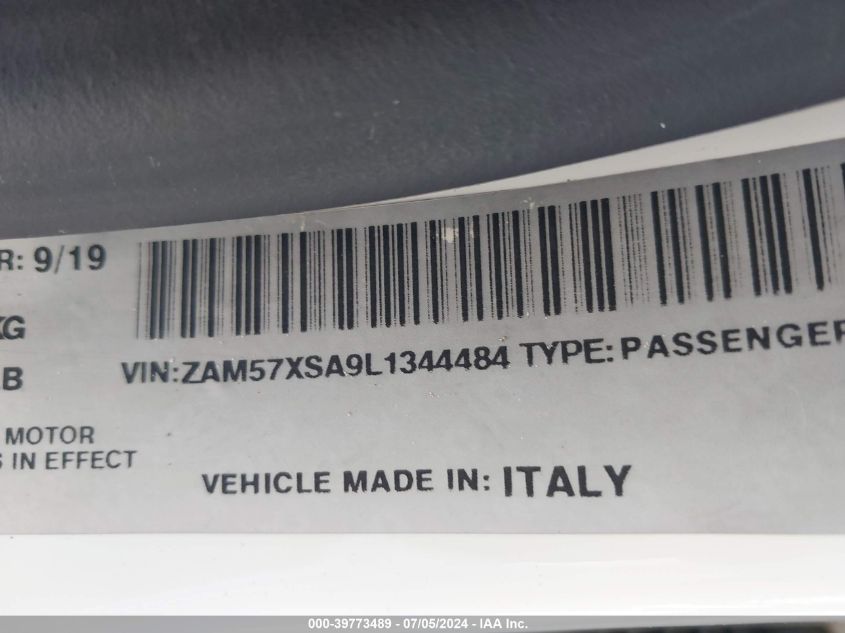 R: 9/19
KG
VIN:ZAM57XSA9L1344484 TYPE: PASSENGER
LB
MOTOR
S IN EFFECT
VEHICLE MADE IN: ITALY
000-39773489 - 07/05/2024 - IAA Inc.